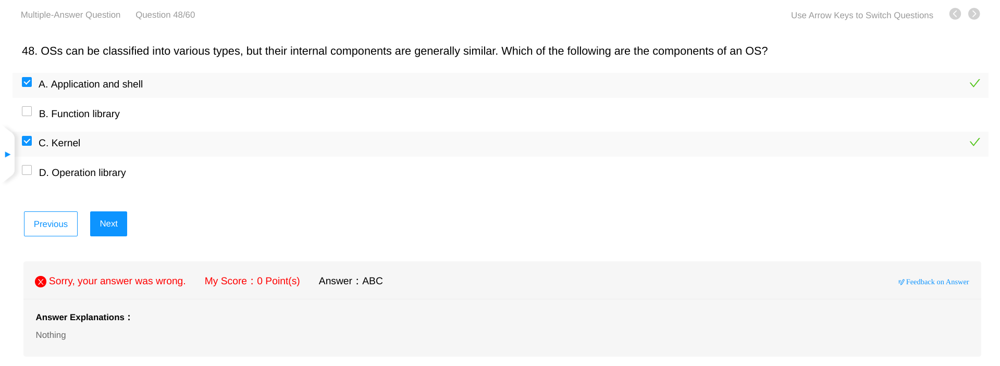 Multiple-Answer Question Question 48/60 Use Arrow Keys to Switch Questions
48. OSs can be classified into various types, but their internal components are generally similar. Which of the following are the components of an OS?
A. Application and shell
B. Function library
C. Kernel
D. Operation library
Previous Next
Sorry, your answer was wrong. My Score：0 Point(s) Answer：ABC Feedback on Answer
Answer Explanations：
Nothing